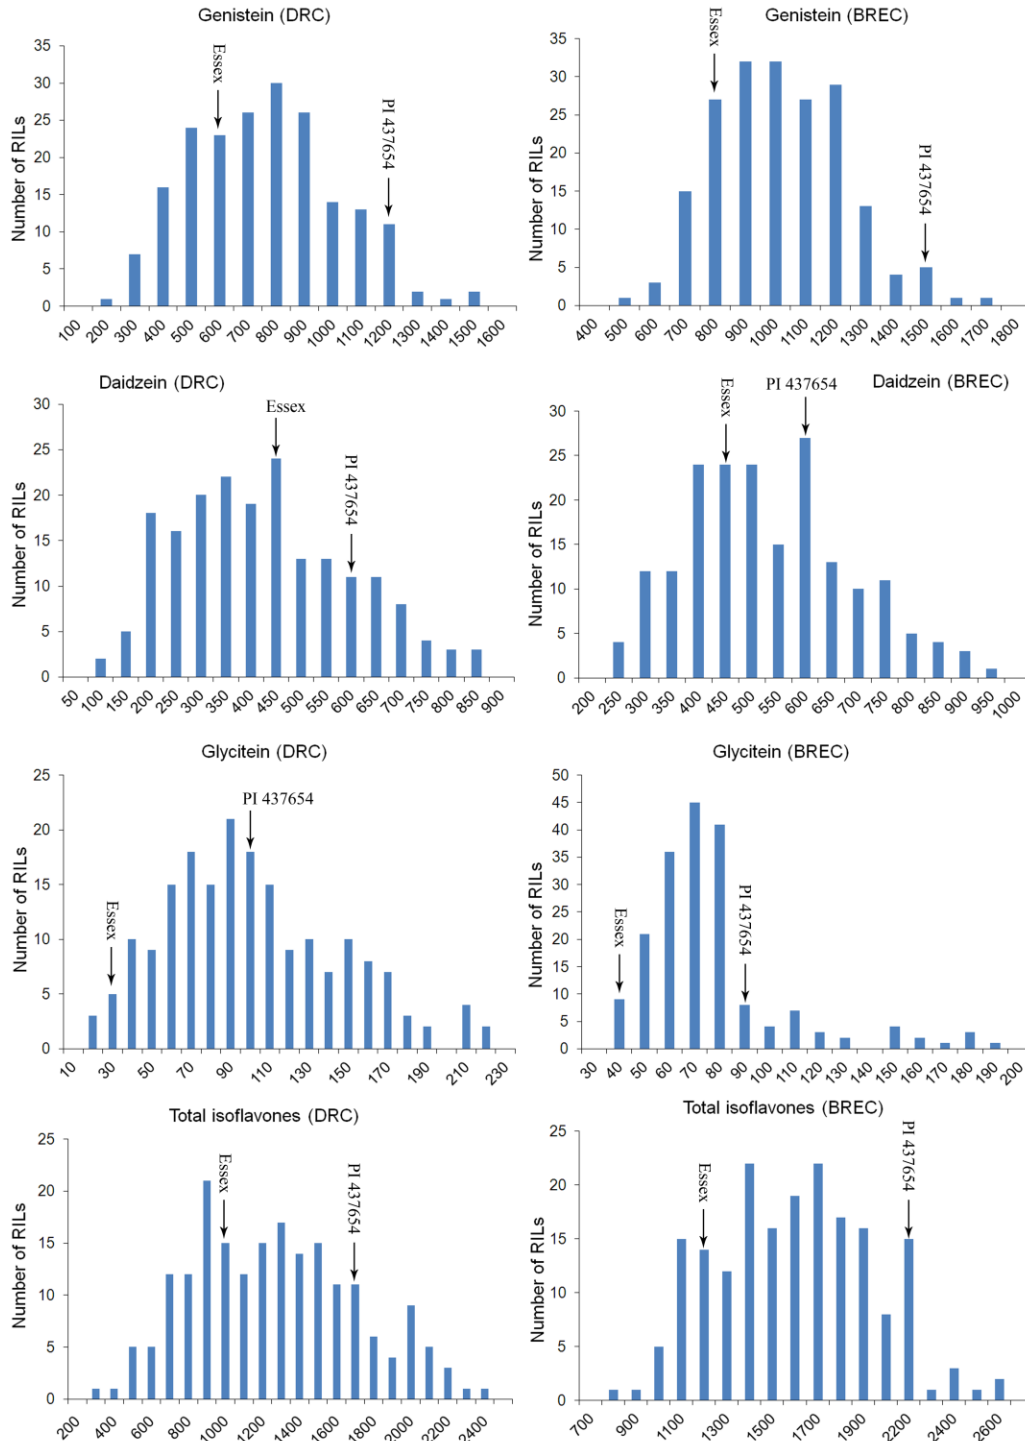 Genistein (DRC)
35
30
25
20
15
10
5
0
Number of RILs
Essex
PI 437654
100 200 300 400 500 600 700 800 900 1000 1100 1200 1300 1400 1500 1600
Genistein (BREC)
35
30
25
20
15
10
5
0
Number of RILs
Essex
PI 437654
400 500 600 700 800 900 1000 1100 1200 1300 1400 1500 1600 1700 1800
Daidzein (DRC)
30
25
20
15
10
5
0
Number of RILs
Essex
PI 437654
50 100 150 200 250 300 350 400 450 500 550 600 650 700 750 800 850 900
Daidzein (BREC)
30
25
20
15
10
5
0
Number of RILs
Essex
PI 437654
200 250 300 350 400 450 500 550 600 650 700 750 800 850 900 950 1000
Glycitein (DRC)
25
20
15
10
5
0
Number of RILs
Essex
PI 437654
10 30 50 70 90 110 130 150 170 190 210 230
Glycitein (BREC)
50
45
40
35
30
25
20
15
10
5
0
Number of RILs
Essex
PI 437654
30 40 50 60 70 80 90 100 110 120 130 140 150 160 170 180 190 200
Total isoflavones (DRC)
25
20
15
10
5
0
Number of RILs
Essex
PI 437654
200 400 600 800 1000 1200 1400 1600 1800 2000 2200 2400
Total isoflavones (BREC)
25
20
15
10
5
0
Number of RILs
Essex
PI 437654
700 900 1100 1300 1500 1700 1900 2200 2400 2600